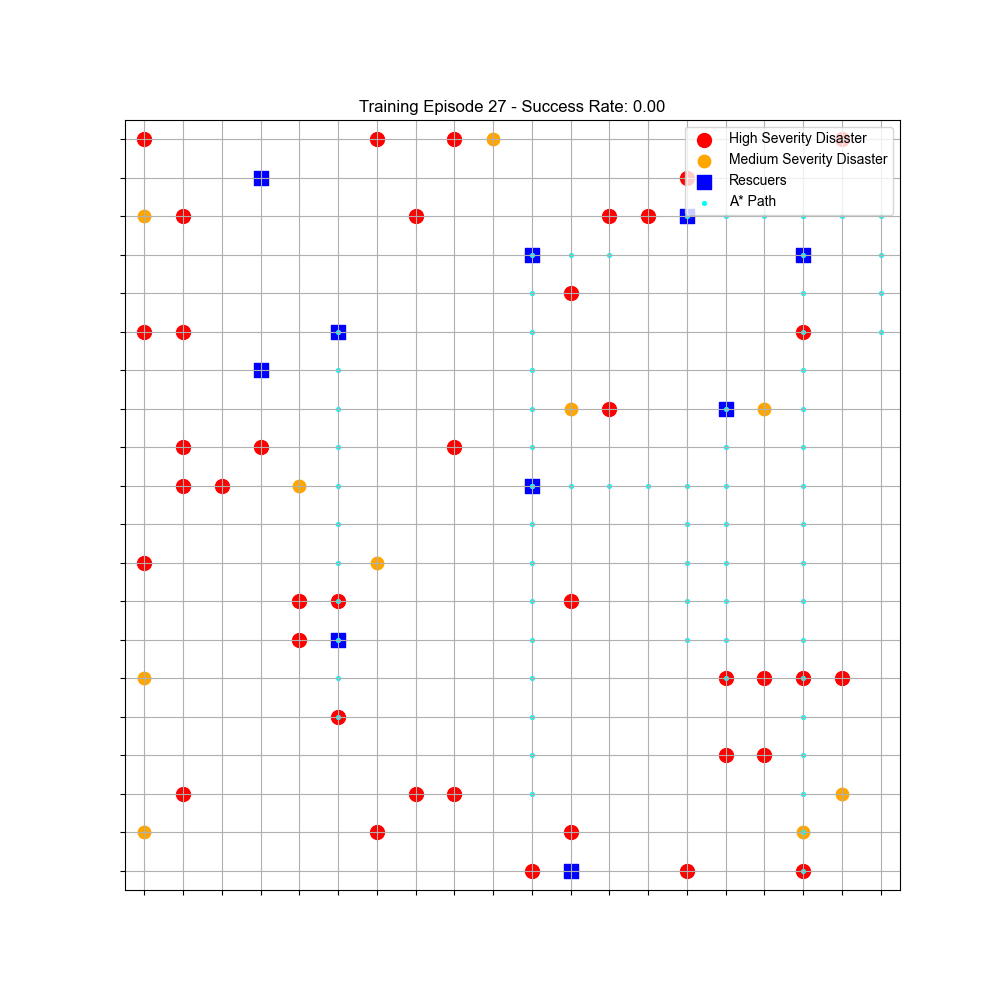 Training Episode 27 - Success Rate: 0.00
High Severity Disaster
Medium Severity Disaster
Rescuers
A* Path